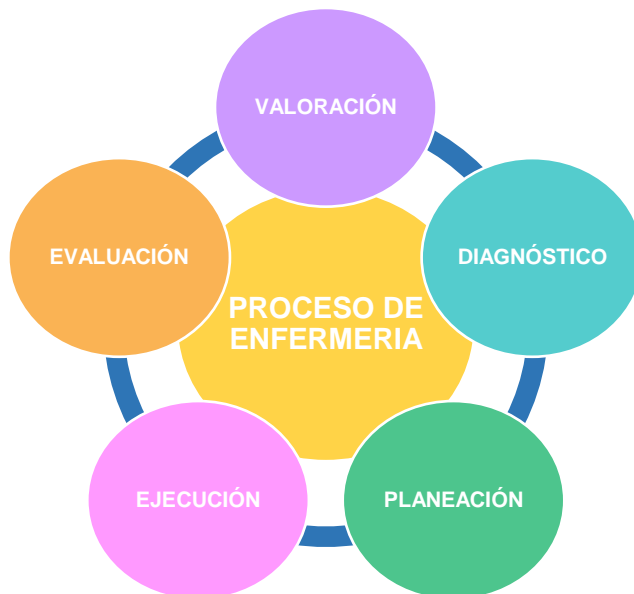 VALORACIÓN
DIAGNÓSTICO
PLANEACIÓN
EJECUCIÓN
EVALUACIÓN
PROCESO DE
ENFERMERIA